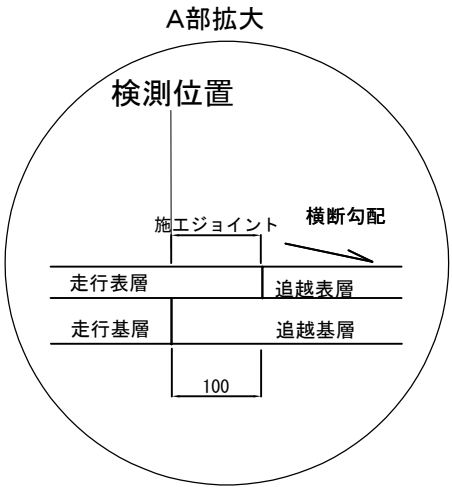 A部拡大
検測位置
施工ジョイント
横断勾配
走行表層
追越表層
走行基層
追越基層
100